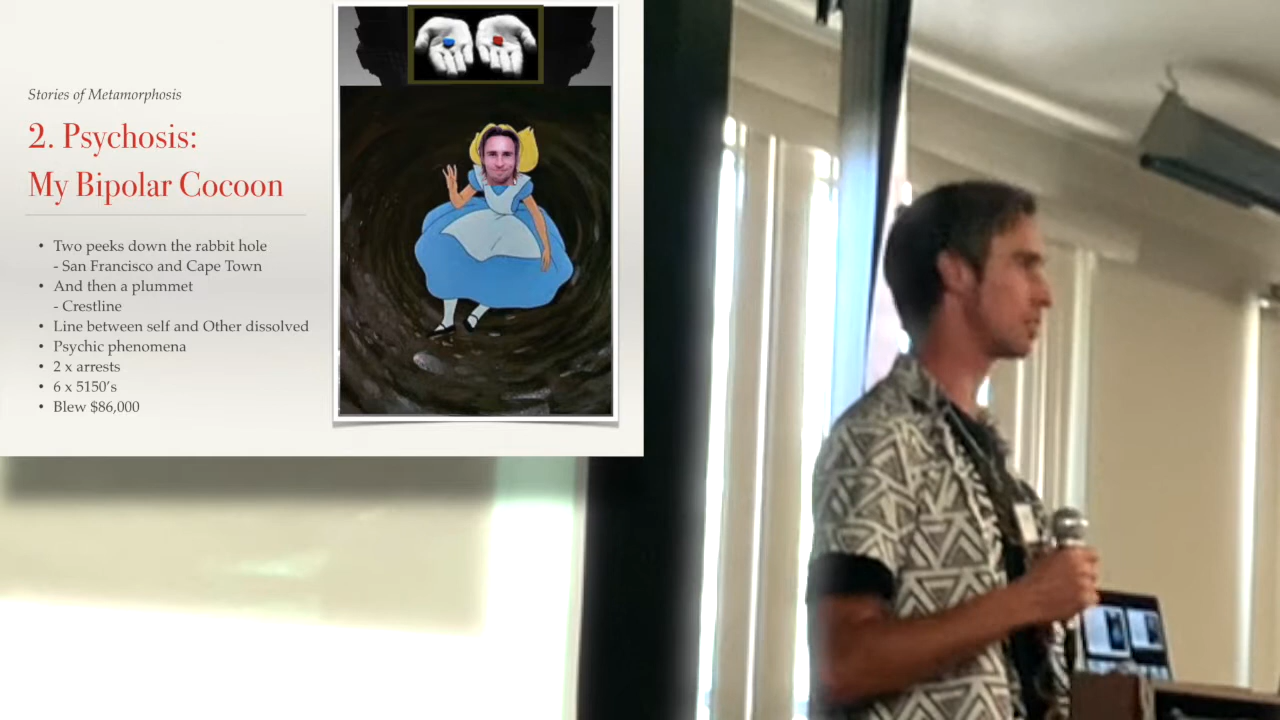 Stories of Metamorphosis
2. Psychosis:
My Bipolar Cocoon
• Two peeks down the rabbit hole
- San Francisco and Cape Town
• And then a plummet
- Crestline
• Line between self and Other dissolved
• Psychic phenomena
• 2 x arrests
• 6 x 5150's
• Blew $86,000